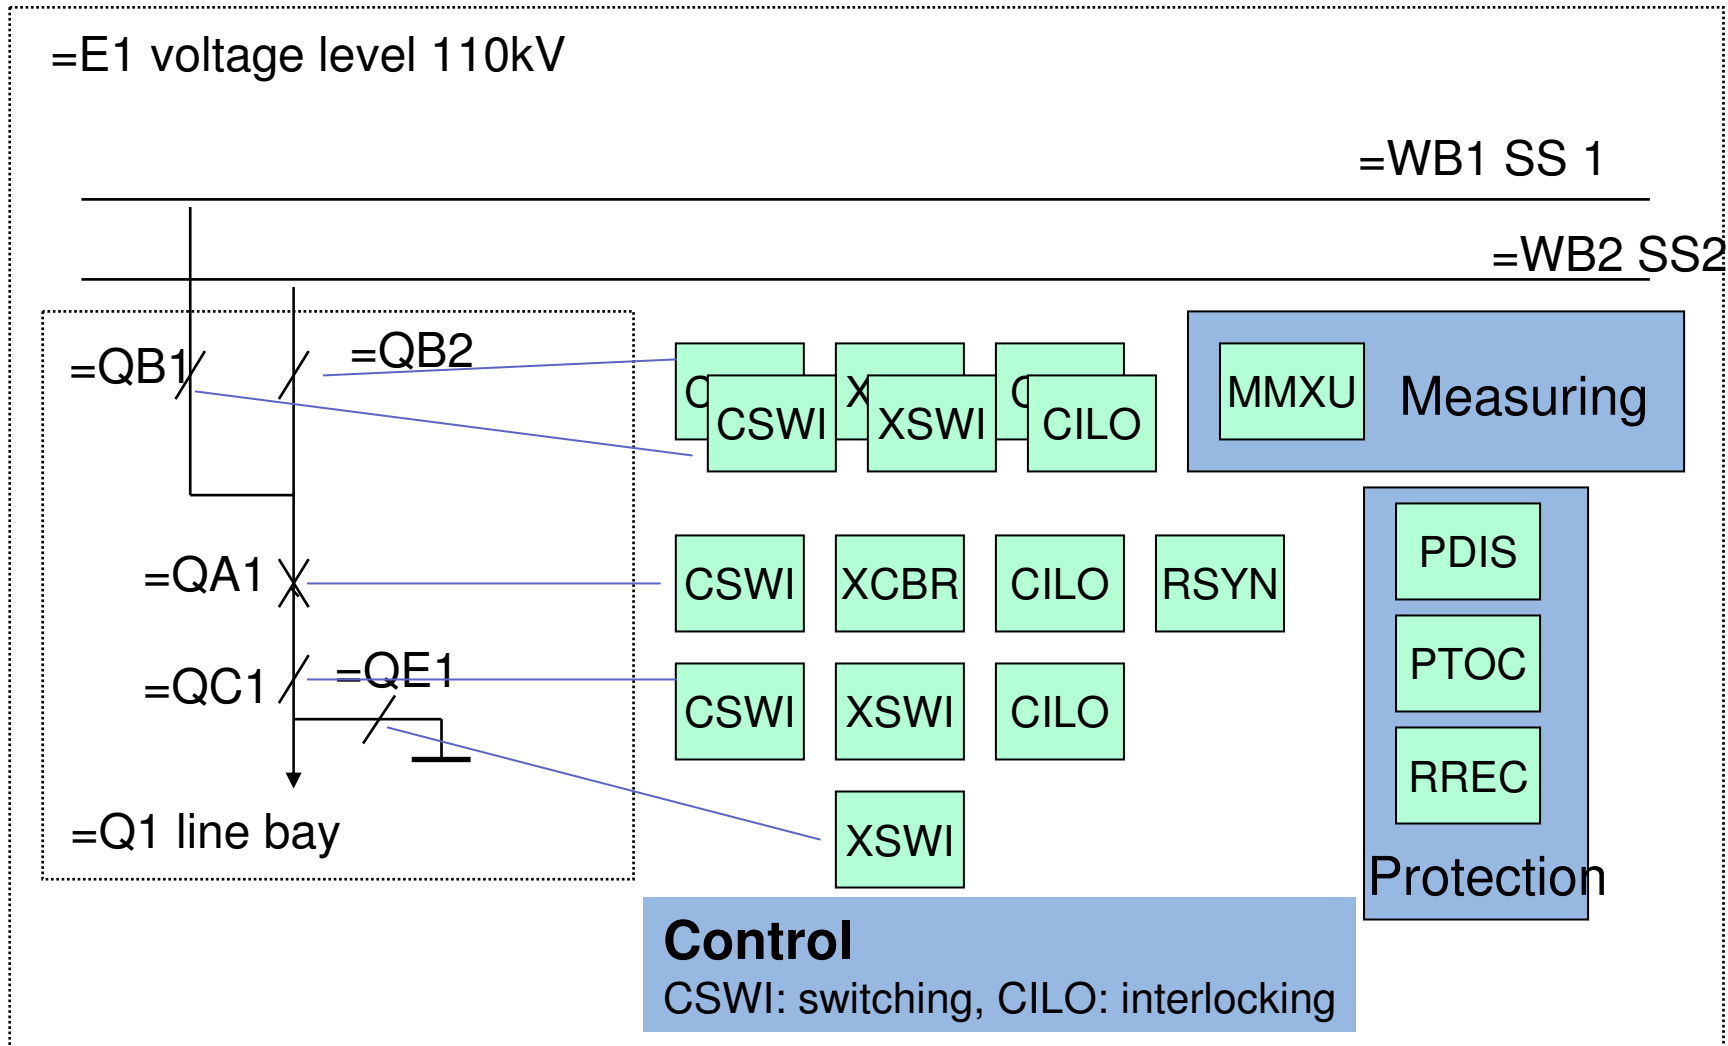 =E1 voltage level 110kV
=WB1 SS 1
=WB2 SS2
=QB1
=QB2
CSWI
XSWI
CILO
MMXU
Measuring
=QA1
CSWI
XCBR
CILO
RSYN
PDIS
=QC1
=QE1
CSWI
XSWI
CILO
PTOC
RREC
=Q1 line bay
XSWI
Protection
Control
CSWI: switching, CILO: interlocking